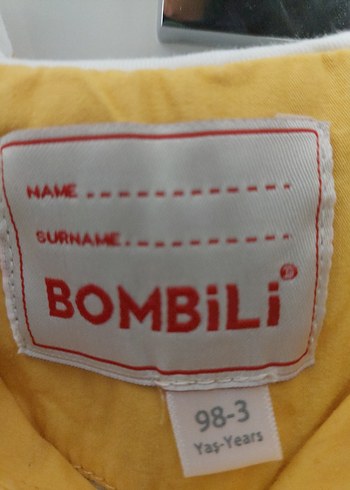 NAME ----------------
SURNAME ------------
BOMBiLi®
98-3
Yaş-Years